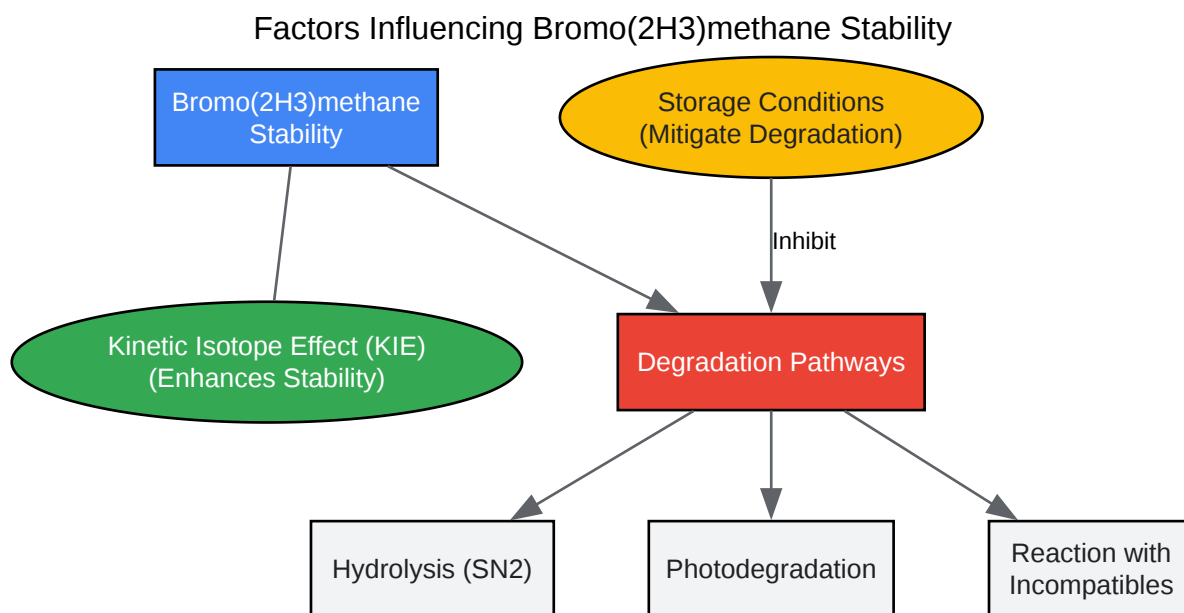 Factors Influencing Bromo(2H3)methane Stability
Bromo(2H3)methane
Stability
Storage Conditions
(Mitigate Degradation)
Inhibit
Kinetic Isotope Effect (KIE)
(Enhances Stability)
Degradation Pathways
Hydrolysis (SN2)
Photodegradation
Reaction with
Incompatibles